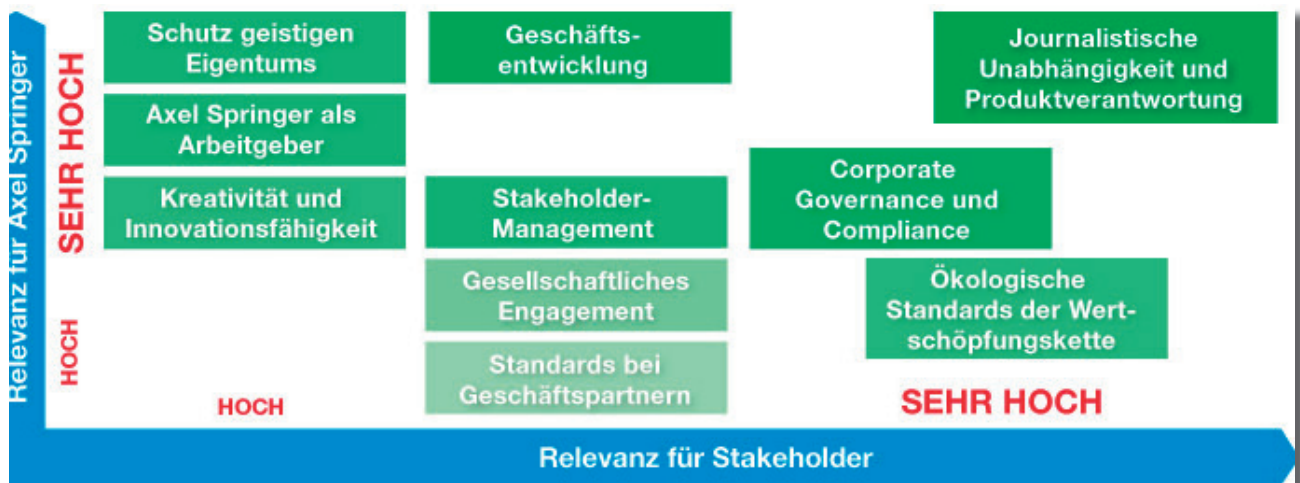 Relevanz für Axel Springer
SEHR HOCH
HOCH
Schutz geistigen
Eigentums
Geschäfts-
entwicklung
Journalistische
Unabhängigkeit und
Produktverantwortung
Axel Springer als
Arbeitgeber
Kreativität und
Innovationsfähigkeit
Stakeholder-
Management
Corporate
Governance und
Compliance
Gesellschaftliches
Engagement
Ökologische
Standards der Wert-
schöpfungskette
Standards bei
Geschäftspartnern
HOCH
SEHR HOCH
Relevanz für Stakeholder